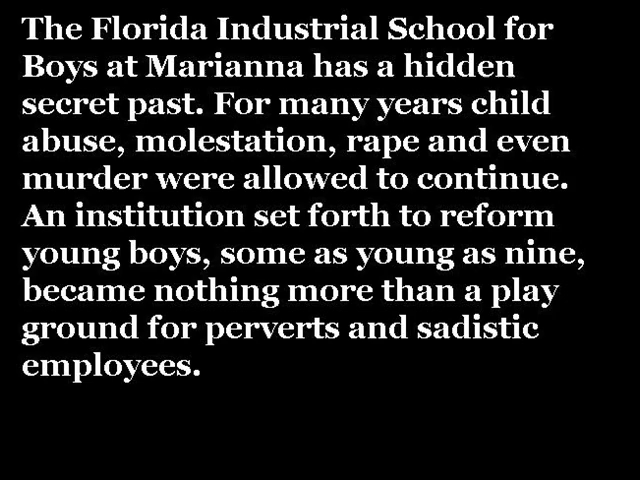 The Florida Industrial School for
Boys at Marianna has a hidden
secret past. For many years child
abuse, molestation, rape and even
murder were allowed to continue.
An institution set forth to reform
young boys, some as young as nine,
became nothing more than a play
ground for perverts and sadistic
employees.